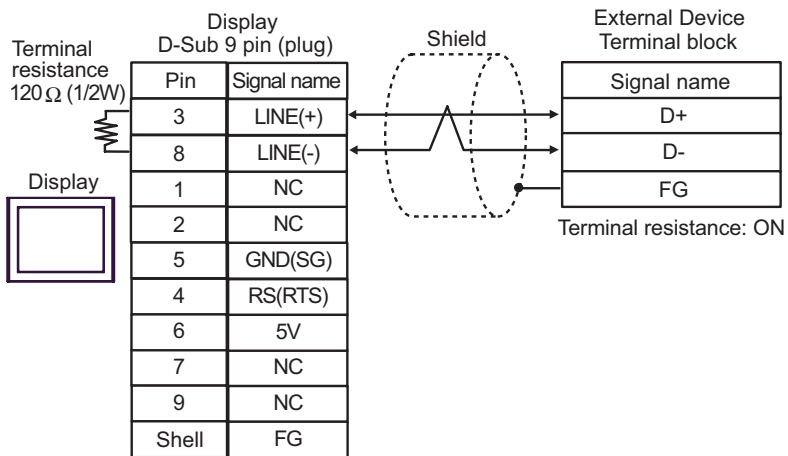 Display
D-Sub 9 pin (plug)
Shield
External Device
Terminal block
Terminal
resistance
120Ω (1/2W)
Pin Signal name
3 LINE(+)
8 LINE(-)
1 NC
2 NC
5 GND(SG)
4 RS(RTS)
6 5V
7 NC
9 NC
Shell FG
Display
Signal name
D+
D-
FG
Terminal resistance: ON